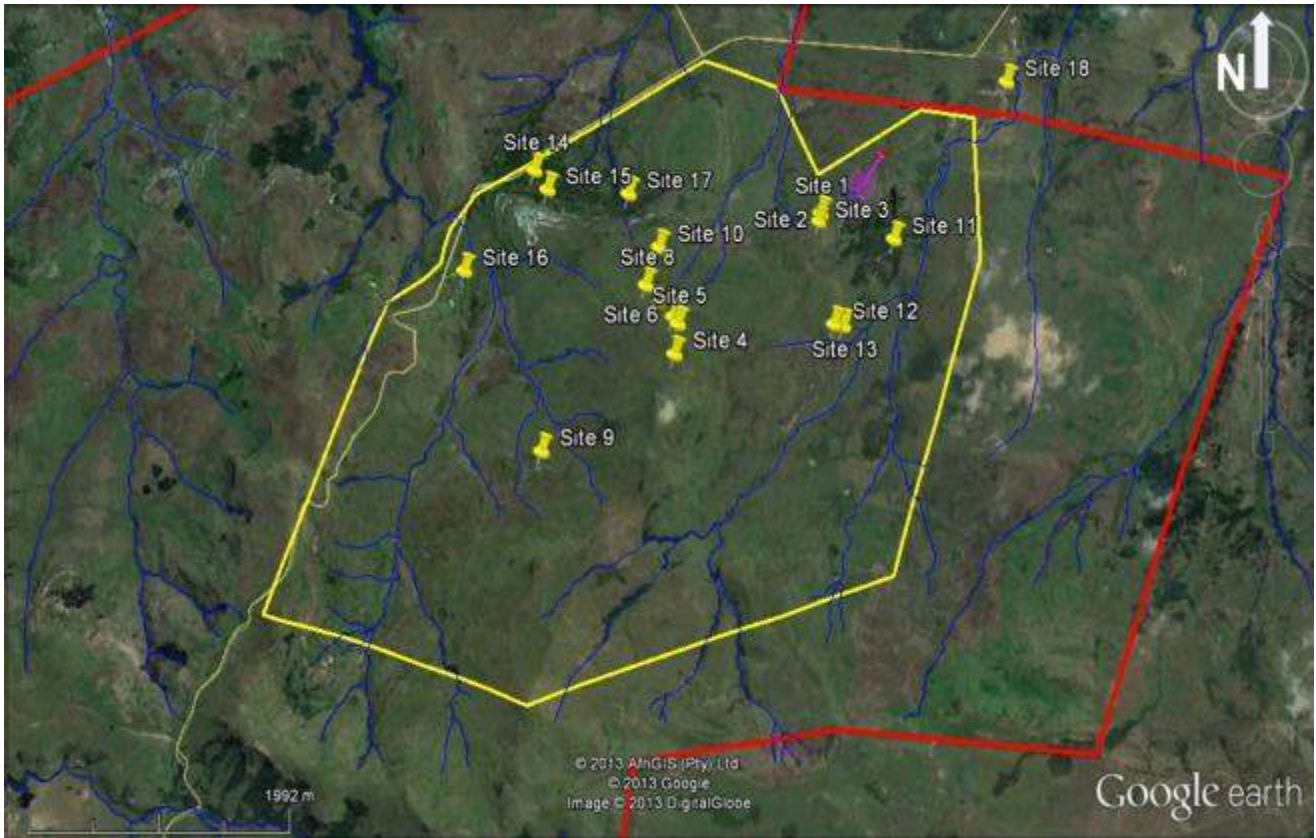 N
Site 18
Site 14
Site 15
Site 17
Site 1
Site 2
Site 3
Site 11
Site 10
Site 8
Site 16
Site 5
Site 6
Site 12
Site 4
Site 13
Site 9
© 2013 AfriGIS (Pty) Ltd
© 2013 Google
Image © 2013 DigitalGlobe
1992 m
Google earth